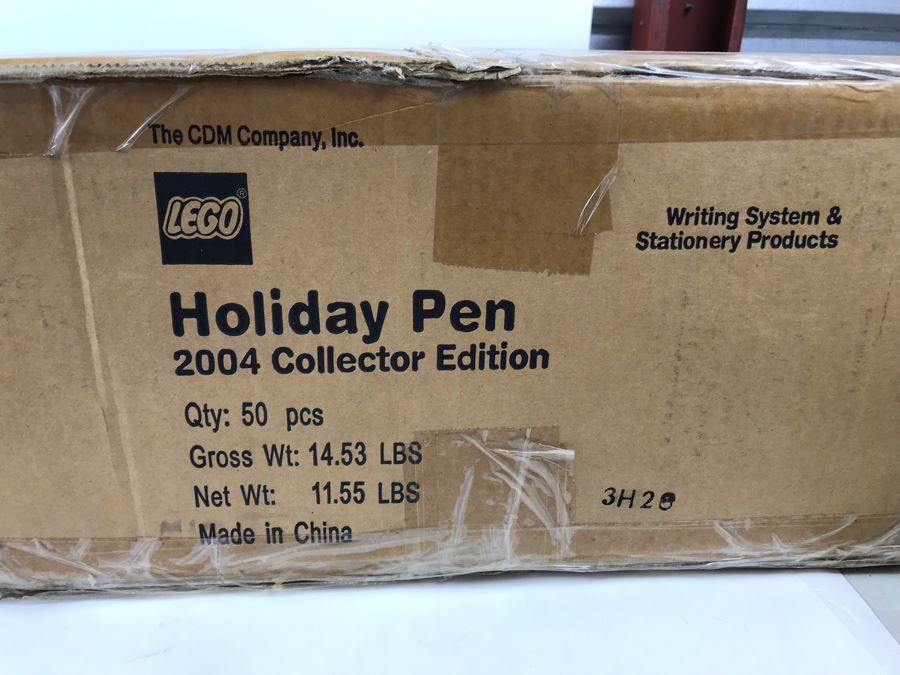 The CDM Company, Inc.
LEGO®
Writing System &
Stationery Products
Holiday Pen
2004 Collector Edition
Qty: 50 pcs
Gross Wt: 14.53 LBS
Net Wt: 11.55 LBS
Made in China